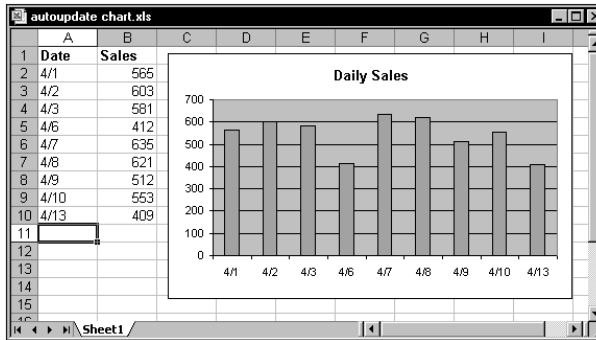 autoupdate chart.xls
A B C D E F G H I
1 Date Sales
2 4/1 565
3 4/2 603
4 4/3 581
5 4/6 412
6 4/7 635
7 4/8 621
8 4/9 512
9 4/10 553
10 4/13 409
11
12
13
14
15
Daily Sales
700
600
500
400
300
200
100
0
4/1 4/2 4/3 4/6 4/7 4/8 4/9 4/10 4/13
Sheet1